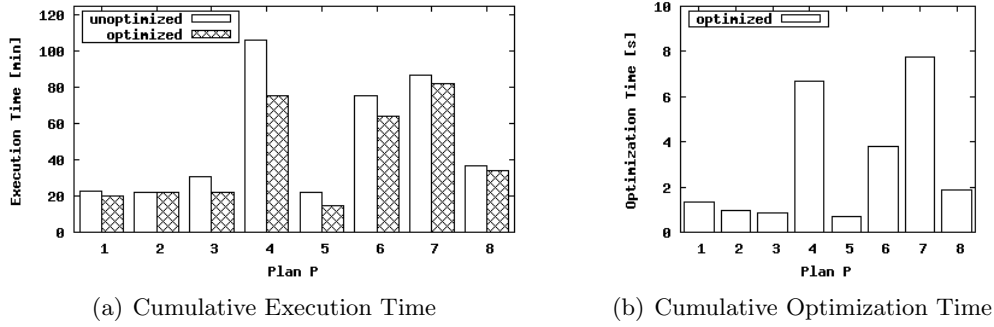 unoptimized
optimized
Execution Time [min]
120
100
80
60
40
20
0
1 2 3 4 5 6 7 8
Plan P
(a) Cumulative Execution Time
optimized
Optimization Time [s]
10
8
6
4
2
0
1 2 3 4 5 6 7 8
Plan P
(b) Cumulative Optimization Time